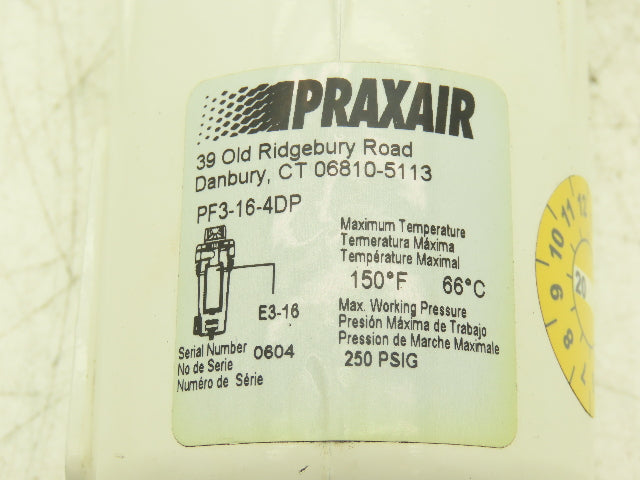 PRAXAIR
39 Old Ridgebury Road
Danbury, CT 06810-5113
PF3-16-4DP
E3-16
Serial Number
No de Serie
Numéro de Série
0604
Maximum Temperature
Termeratura Máxima
Température Maximal
150°F 66°C
Max. Working Pressure
Presión Máxima de Trabajo
Pression de Marche Maximale
250 PSIG
12
11
10
9
8
7
20